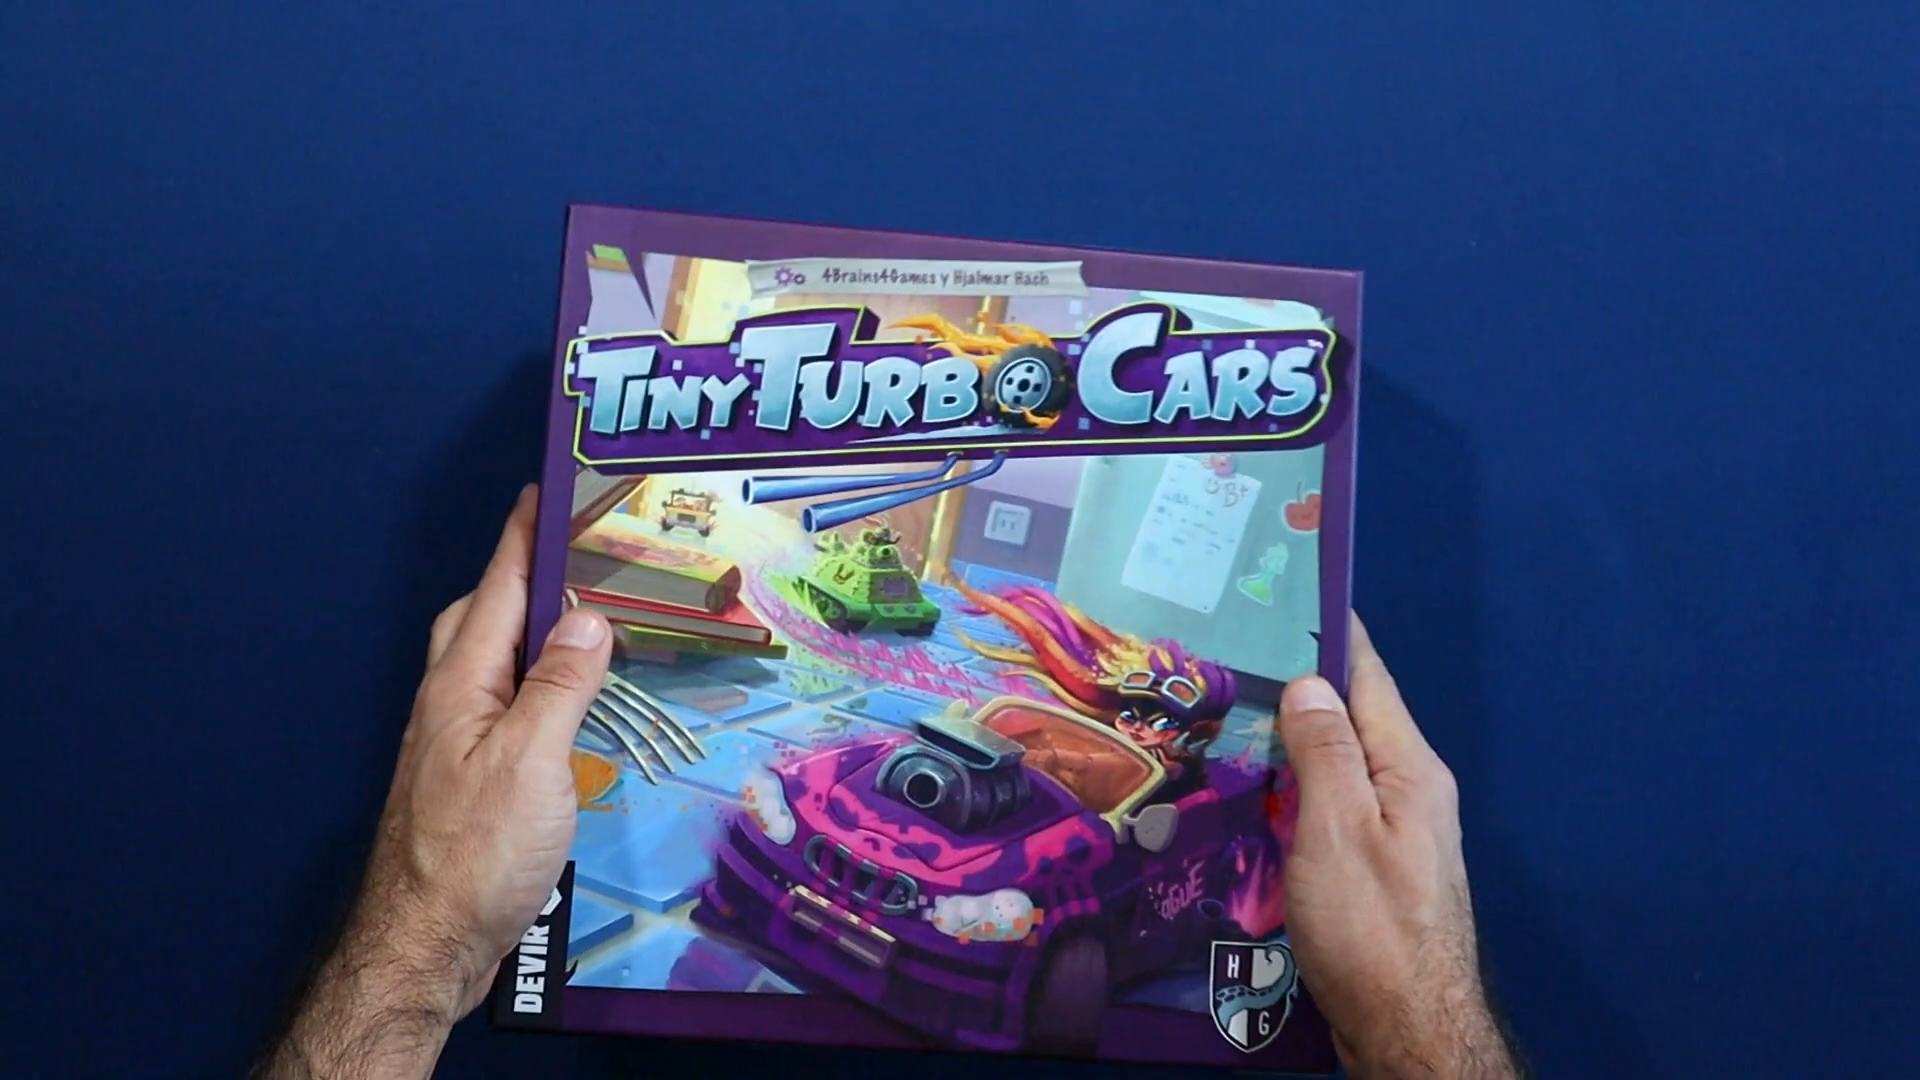 4Brains4Games y Hjalmar Hach
TINY TURBO CARS
B+
DEVIR
H
G